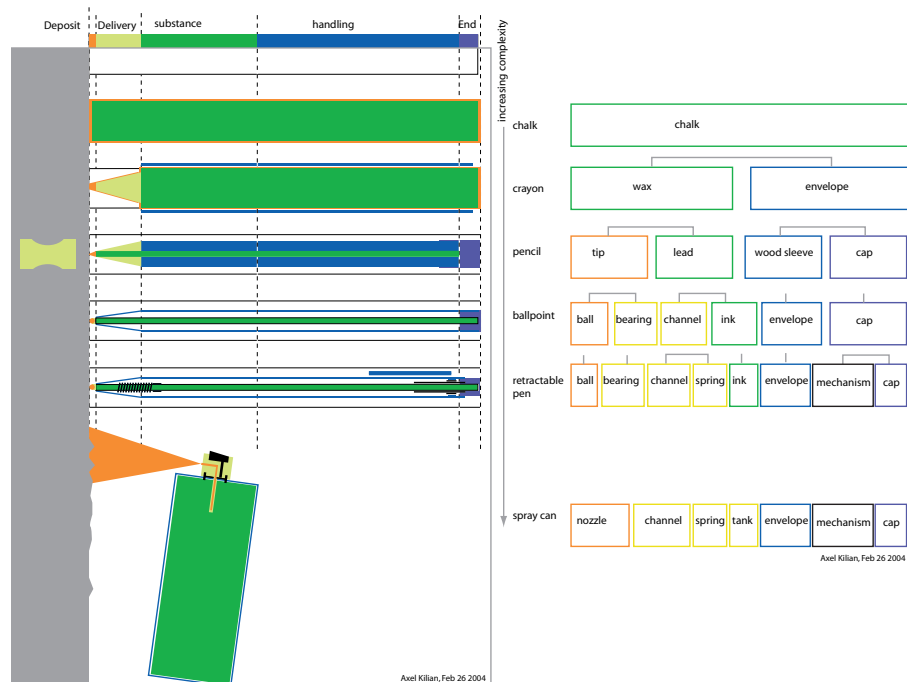 Deposit Delivery substance handling End
increasing complexity
chalk chalk
crayon wax envelope
pencil tip lead wood sleeve cap
ballpoint ball bearing channel ink envelope cap
retractable
pen ball bearing channel spring ink envelope mechanism cap
spray can nozzle channel spring tank envelope mechanism cap
Axel Kilian, Feb 26 2004
Axel Kilian, Feb 26 2004